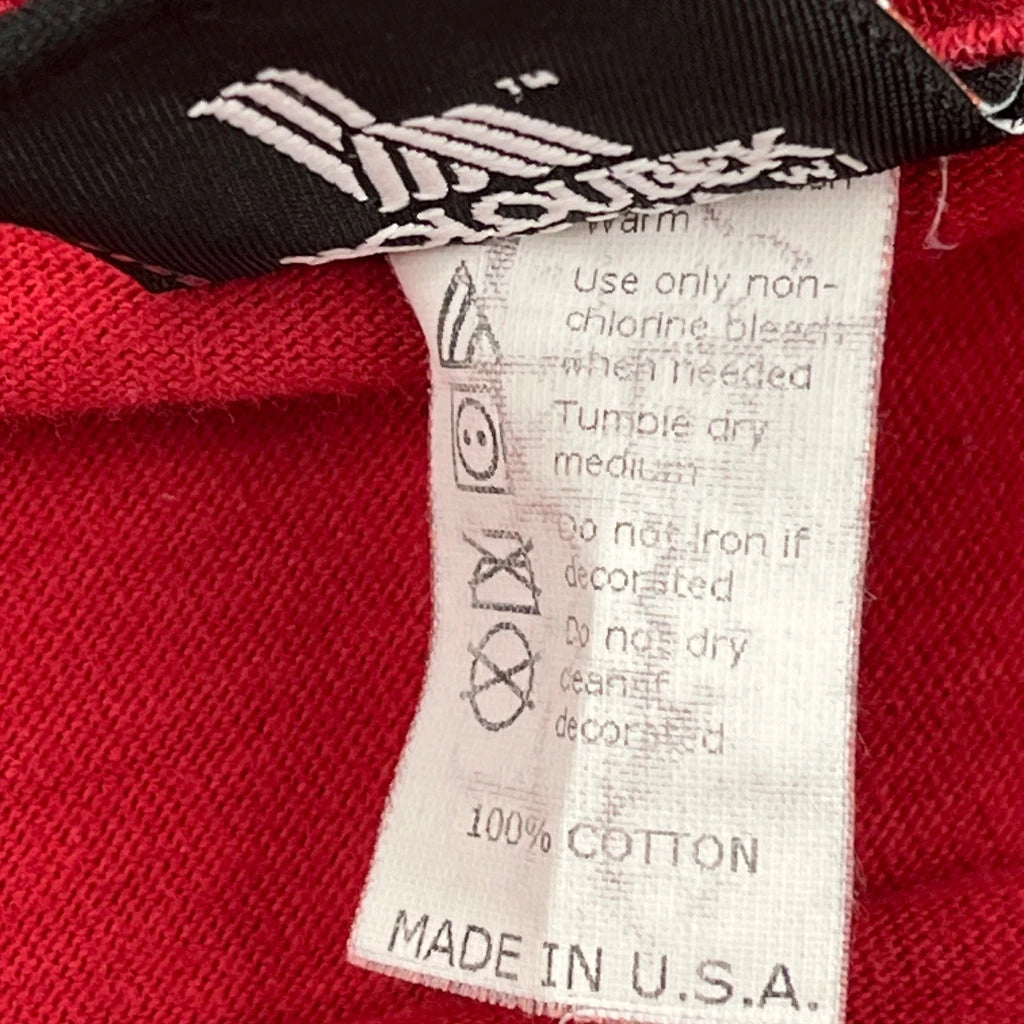 ™
Warm
Use only non-
chlorine bleach
when needed
Tumble dry
medium
Do not iron if
decorated
Do not dry
clean if
decorated
100% COTTON
MADE IN U.S.A.